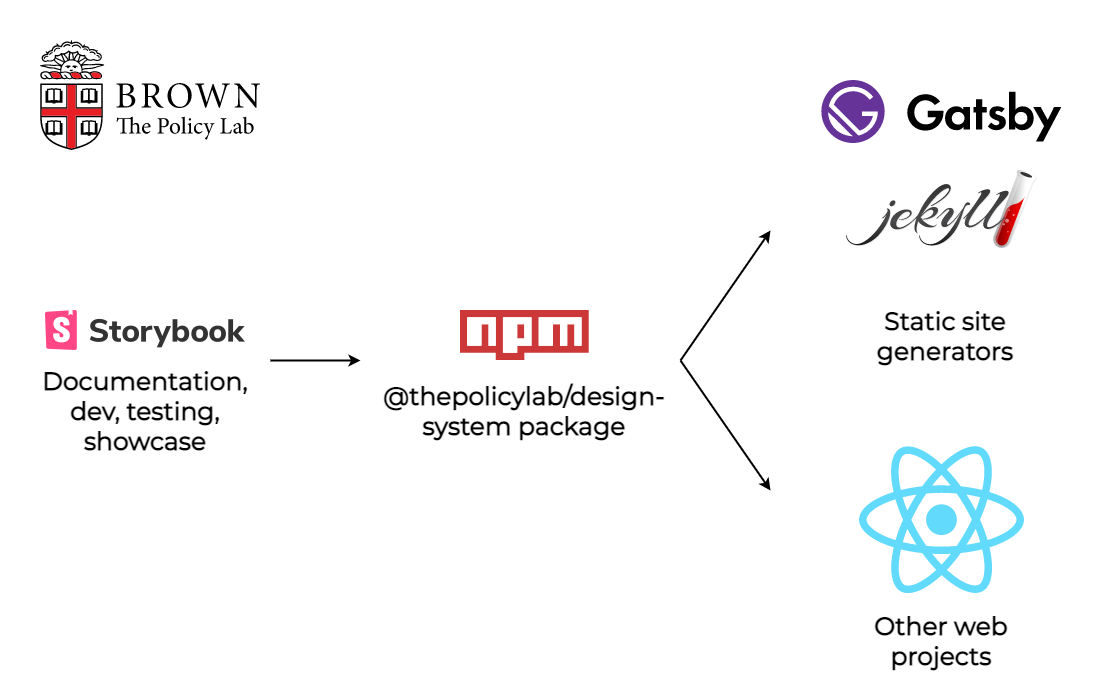 BROWN
The Policy Lab
Gatsby
jekyll
Storybook
Documentation,
dev, testing,
showcase
npm
@thepolicylab/design-
system package
Static site
generators
Other web
projects